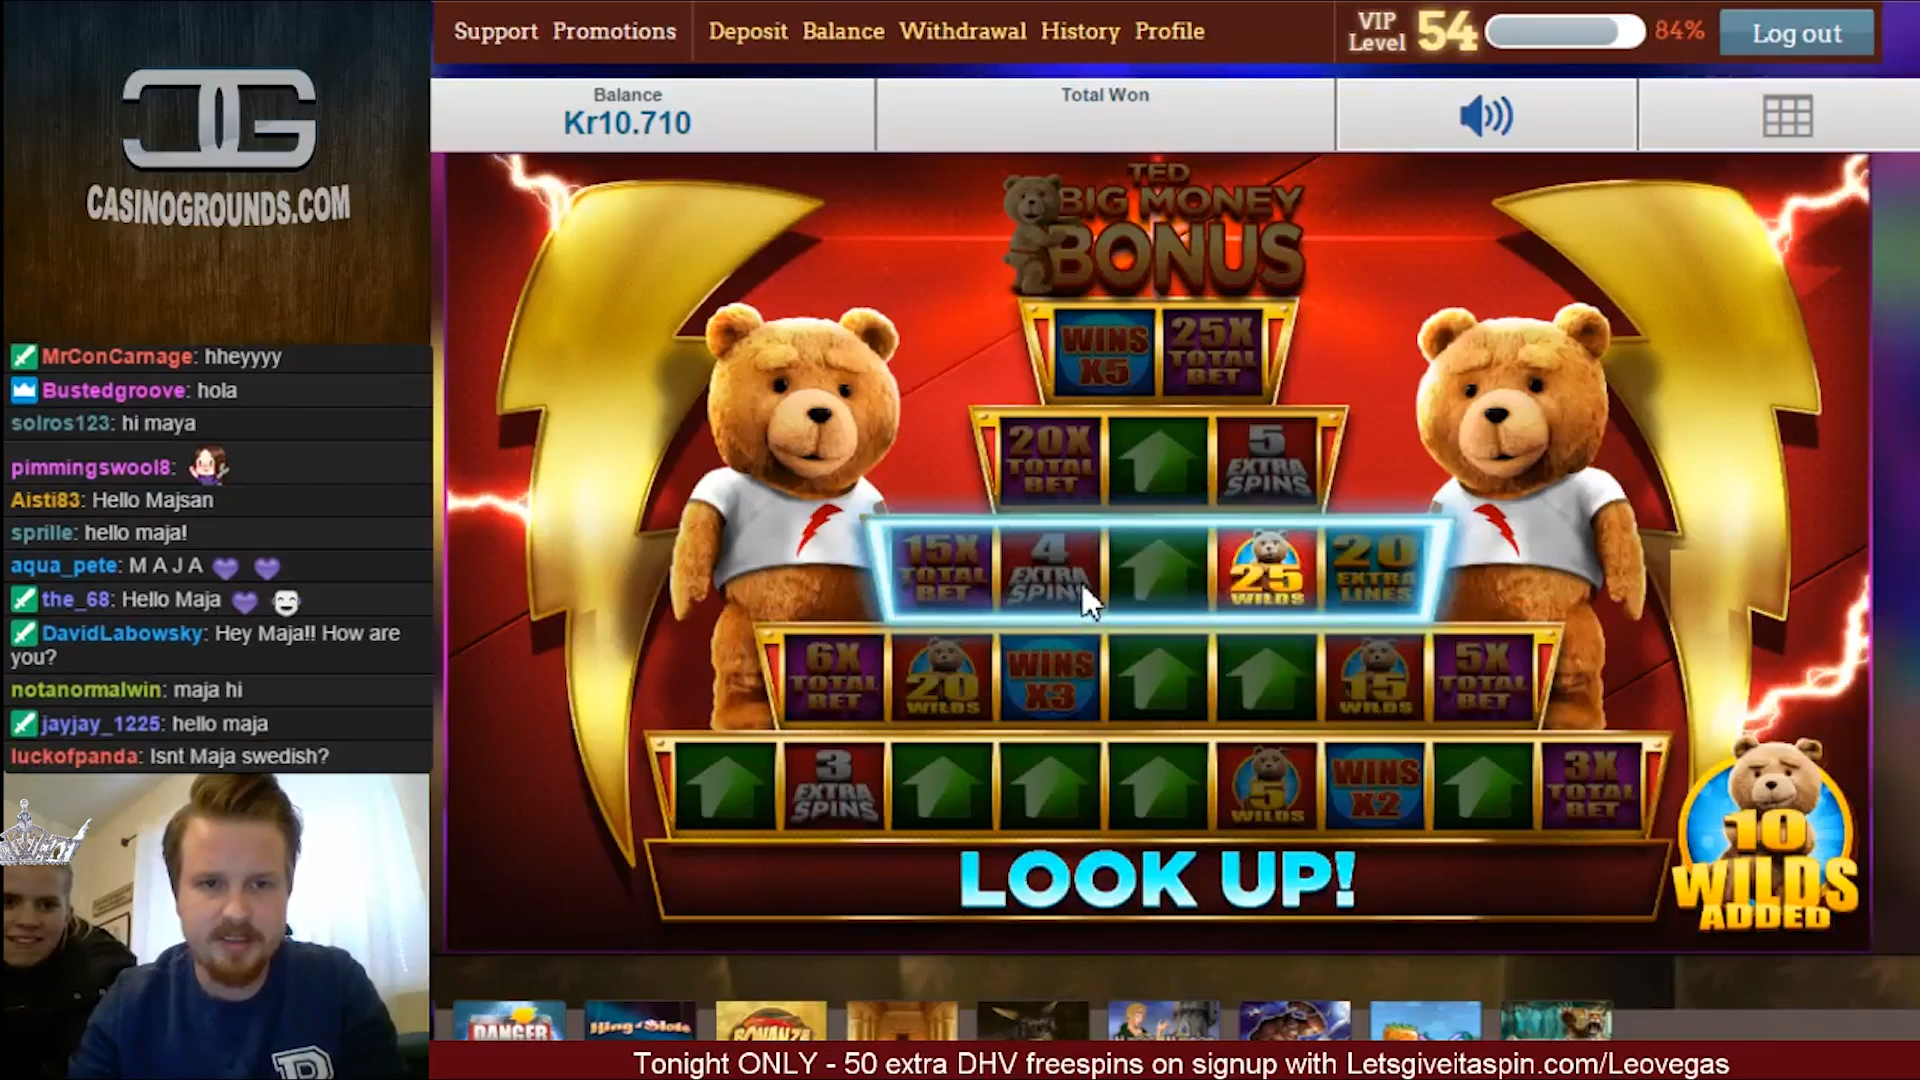 Support Promotions Deposit Balance Withdrawal History Profile
VIP Level 54 84% Log out
Balance
Kr10.710
Total Won
CG
CASINOGROUNDS.COM
TED
BIG MONEY
BONUS
WINS X5
25X TOTAL BET
20X TOTAL BET
5 EXTRA SPINS
15X TOTAL BET
4 EXTRA SPINS
25 WILDS
20 EXTRA LINES
6X TOTAL BET
20 WILDS
WINS X3
15 WILDS
5X TOTAL BET
3 EXTRA SPINS
5 WILDS
WINS X2
3X TOTAL BET
LOOK UP!
10
WILDS
ADDED
MrConCarnage: hheyyyy
Bustedgroove: hola
solros123: hi maya
pimmingswool8:
Aisti83: Hello Majsan
sprille: hello maja!
aqua_pete: M A J A
the_68: Hello Maja
DavidLabowsky: Hey Maja!! How are
you?
notanormalwin: maja hi
jayjay_1225: hello maja
luckofpanda: Isnt Maja swedish?
DANGER
King of Slots
BONANZA
Tonight ONLY - 50 extra DHV freespins on signup with Letsgiveitaspin.com/Leovegas